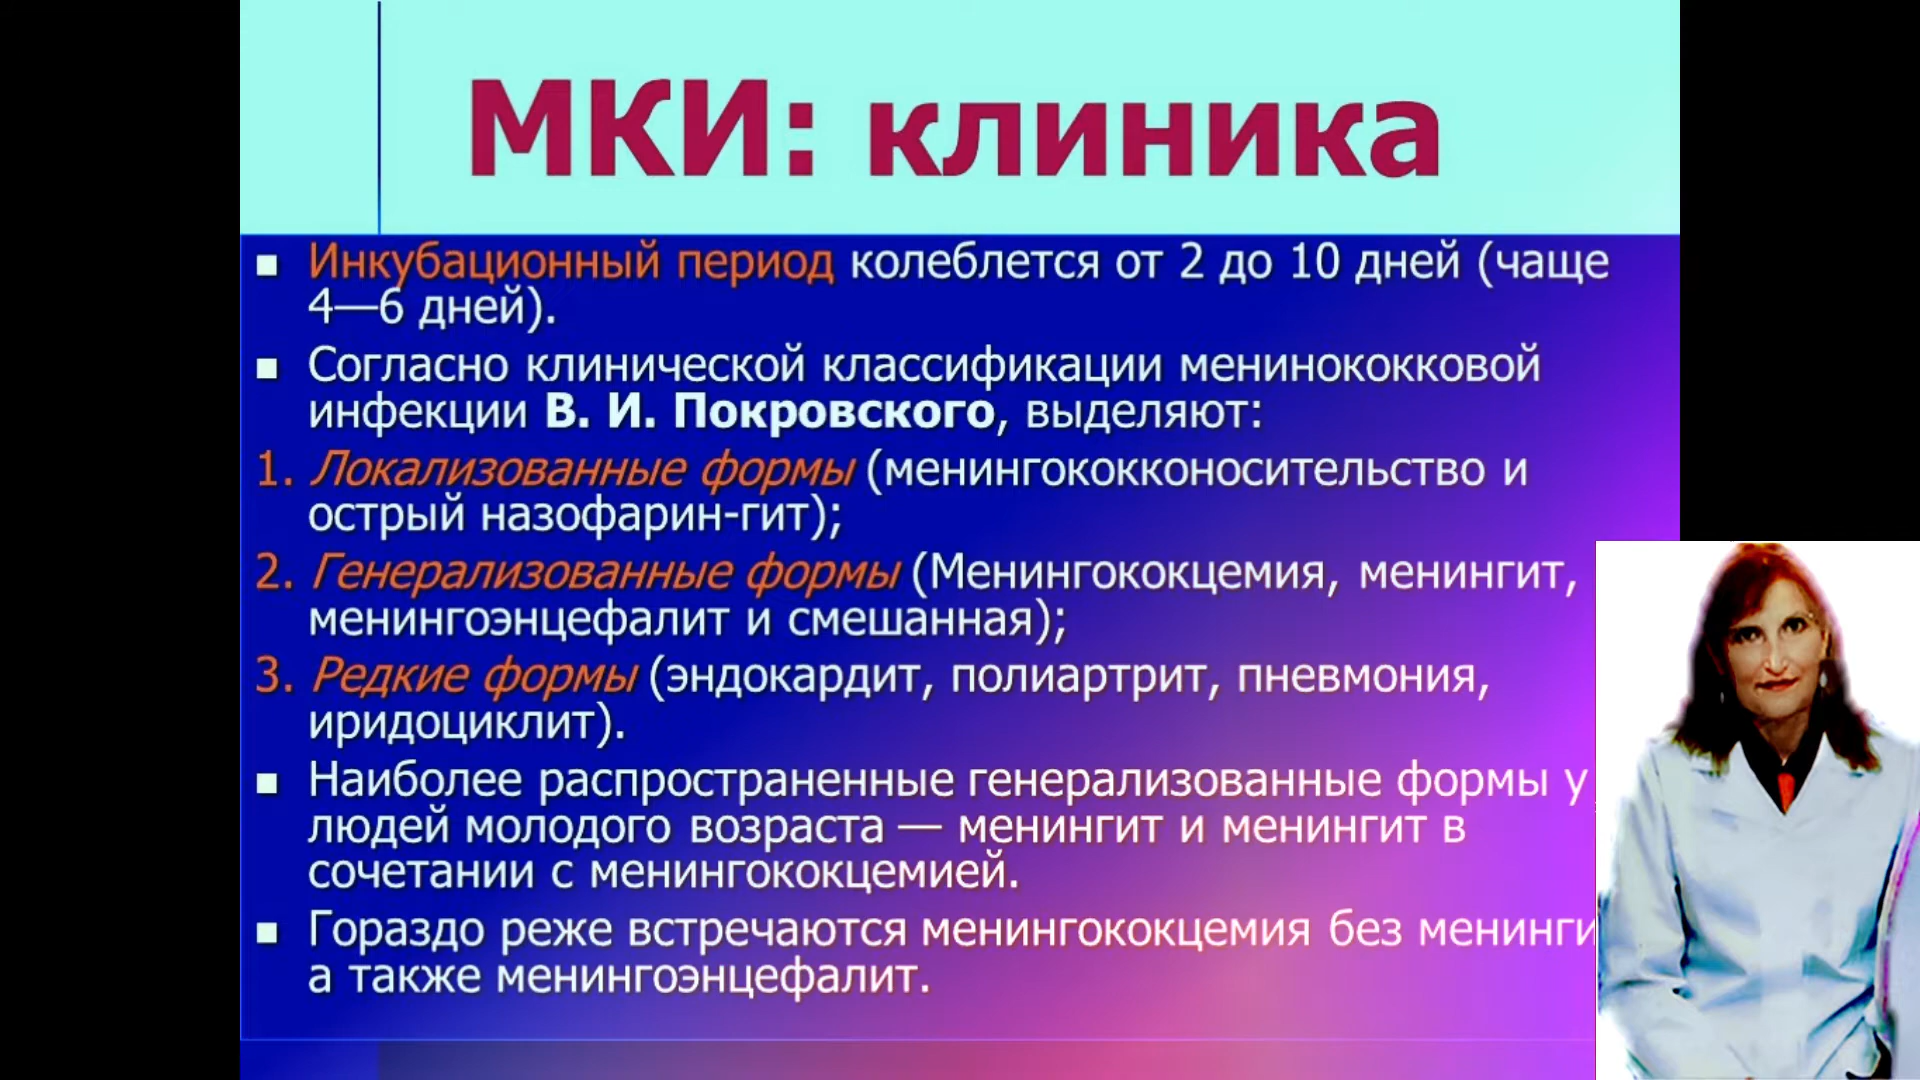 МКИ: клиника
Инкубационный период колеблется от 2 до 10 дней (чаще
4—6 дней).
Согласно клинической классификации менинококковой
инфекции В. И. Покровского, выделяют:
1. Локализованные формы (менингококконосительство и
острый назофарин-гит);
2. Генерализованные формы (Менингококцемия, менингит,
менингоэнцефалит и смешанная);
3. Редкие формы (эндокардит, полиартрит, пневмония,
иридоциклит).
Наиболее распространенные генерализованные формы у
людей молодого возраста — менингит и менингит в
сочетании с менингококцемией.
Гораздо реже встречаются менингококцемия без
а также менингоэнцефалит.